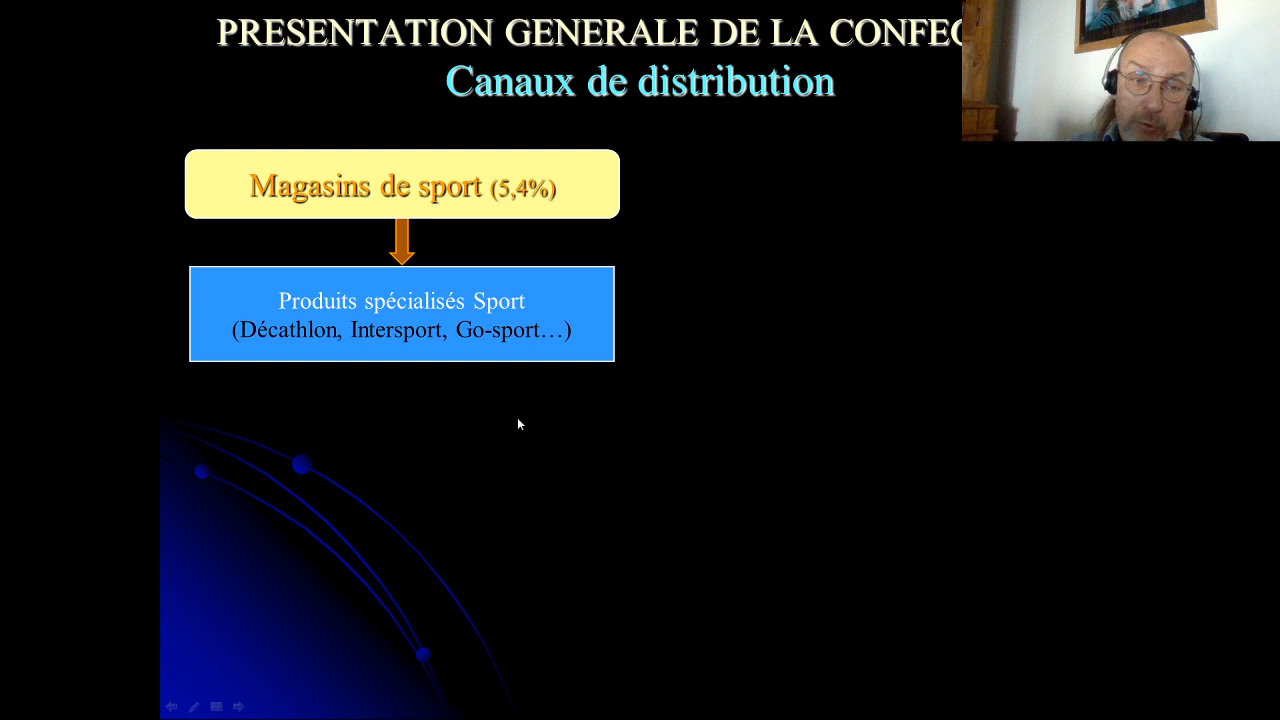 PRESENTATION GENERALE DE LA
Canaux de distribution
Magasins de sport (5,4%)
Produits spécialisés Sport
(Décathlon, Intersport, Go-sport…)